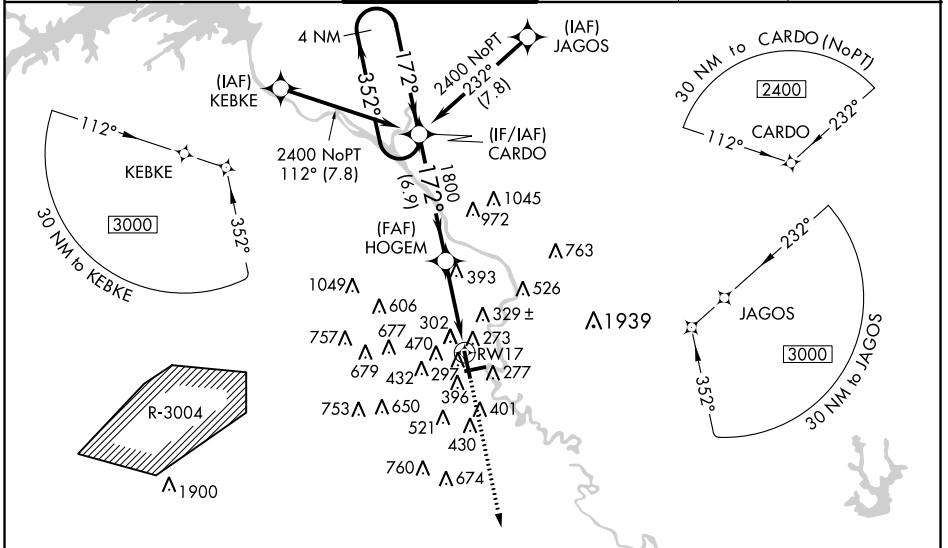 4 NM
172°
352°
(IAF)
JAGOS
2400 NoPT
232°
(7.8)
(IAF)
KEBKE
2400 NoPT
112° (7.8)
(IF/IAF)
CARDO
1800
172°
(6.9)
(FAF)
HOGEM
112°
KEBKE
352°
3000
30 NM to KEBKE
30 NM to CARDO (NoPT)
2400
112°
CARDO
232°
232°
JAGOS
3000
352°
30 NM to JAGOS
1045
972
763
393
526
1049
606
329 ±
1939
302
273
757
677
470
RW17
679
432
297
277
396
753
650
401
521
430
760
674
R-3004
1900